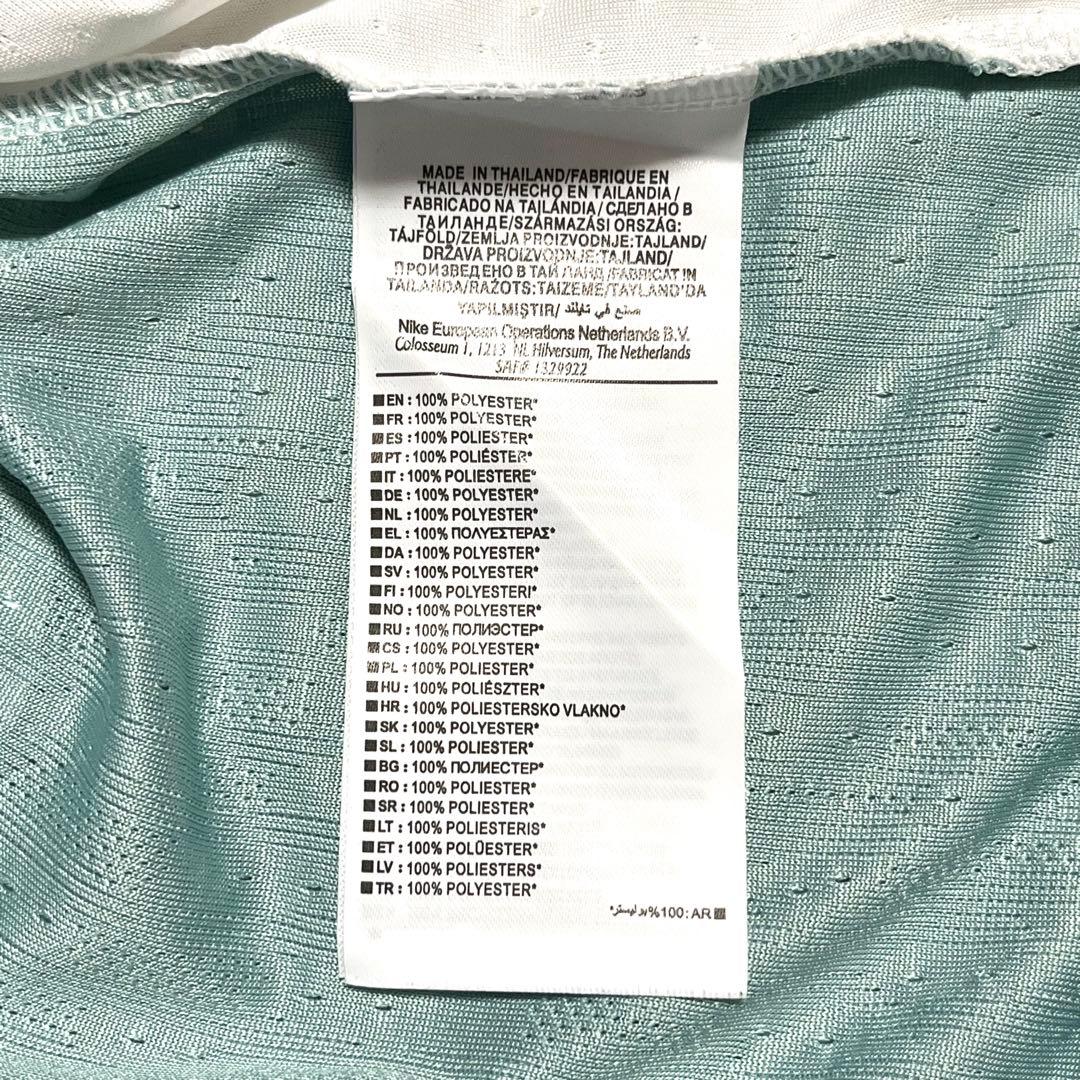 MADE IN THAILAND/FABRIQUE EN
THAILANDE/HECHO EN TAILANDIA/
FABRICADO NA TAILÂNDIA/СДЕЛАНО В
ТАИЛАНДЕ/SZÁRMAZÁSI ORSZÁG:
TÁJFÖLD/ZEMLJA PROIZVODNJE:TAJLAND/
DRŽAVA PROIZVODNJE:TAJLAND/
ПРОИЗВЕДЕНО В ТАЙЛАНД/FABRICAT IN
TAILANDA/RAŽOTS:TAIZEME/TAYLAND'DA
YAPILMIŞTIR/ صنع في تايلند
Nike European Operations Netherlands B.V.
Colosseum 1, 1213 NL Hilversum, The Netherlands
SAF# 1329922
EN : 100% POLYESTER*
FR : 100% POLYESTER*
ES : 100% POLIESTER*
PT : 100% POLIÉSTER*
IT : 100% POLIESTERE*
DE : 100% POLYESTER*
NL : 100% POLYESTER*
EL : 100% ΠΟΛΥΕΣΤΕΡΑΣ*
DA : 100% POLYESTER*
SV : 100% POLYESTER*
FI : 100% POLYESTERI*
NO : 100% POLYESTER*
RU : 100% ПОЛИЭСТЕР*
CS : 100% POLYESTER*
PL : 100% POLIESTER*
HU : 100% POLIÉSZTER*
HR : 100% POLIESTERSKO VLAKNO*
SK : 100% POLYESTER*
SL : 100% POLIESTER*
BG : 100% ПОЛИЕСТЕР*
RO : 100% POLIESTER*
SR : 100% POLIESTER*
LT : 100% POLIESTERIS*
ET : 100% POLÜESTER*
LV : 100% POLIESTERS*
TR : 100% POLYESTER*
AR :100% بوليستر*